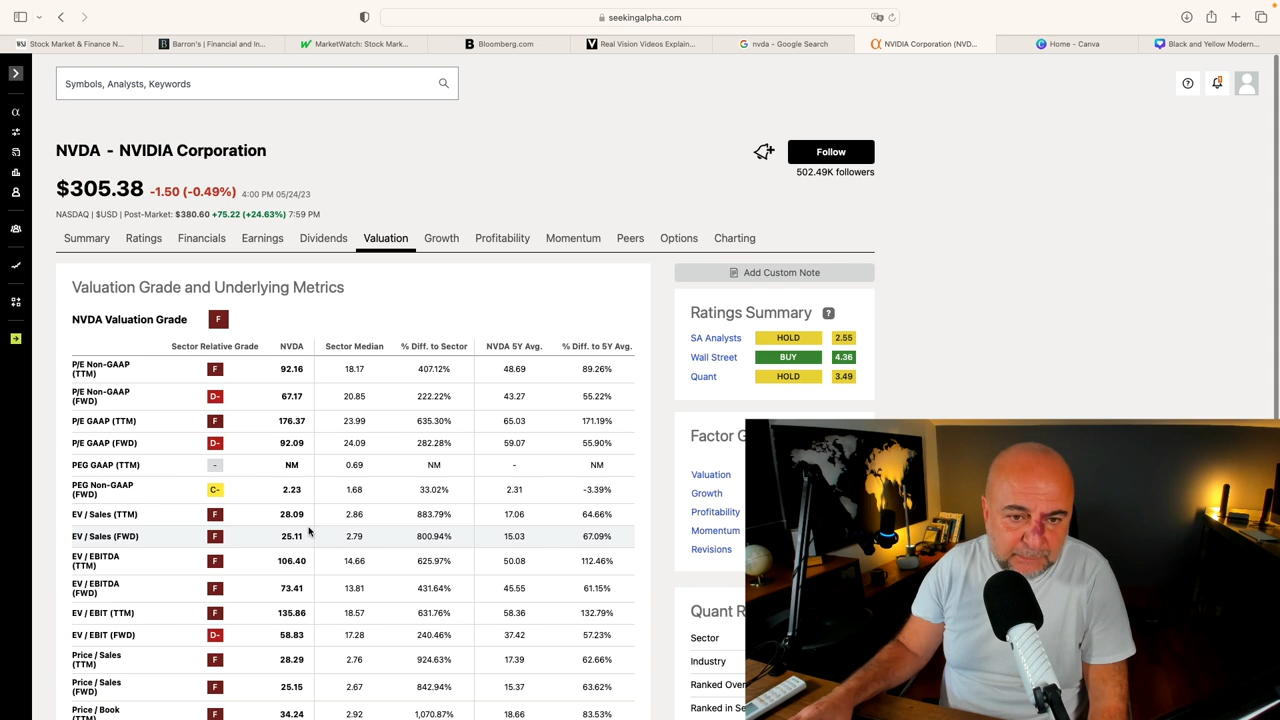 seekingalpha.com
Stock Market & Finance N...
Barron's | Financial and In...
MarketWatch: Stock Mark...
Bloomberg.com
Real Vision Videos Explain...
nvda - Google Search
NVIDIA Corporation (NVD...
Home – Canva
Black and Yellow Modern...
Symbols, Analysts, Keywords
NVDA - NVIDIA Corporation
Follow
502.49K followers
$305.38 -1.50 (-0.49%) 4:00 PM 05/24/23
NASDAQ | $USD | Post-Market: $380.60 +75.22 (+24.63%) 7:59 PM
Summary Ratings Financials Earnings Dividends Valuation Growth Profitability Momentum Peers Options Charting
Add Custom Note
Valuation Grade and Underlying Metrics
NVDA Valuation Grade F
Sector Relative Grade NVDA Sector Median % Diff. to Sector NVDA 5Y Avg. % Diff. to 5Y Avg.
P/E Non-GAAP (TTM) F 92.16 18.17 407.12% 48.69 89.26%
P/E Non-GAAP (FWD) D- 67.17 20.85 222.22% 43.27 55.22%
P/E GAAP (TTM) F 176.37 23.99 635.30% 65.03 171.19%
P/E GAAP (FWD) D- 92.09 24.09 282.28% 59.07 55.90%
PEG GAAP (TTM) - NM 0.69 NM - NM
PEG Non-GAAP (FWD) C- 2.23 1.68 33.02% 2.31 -3.39%
EV / Sales (TTM) F 28.09 2.86 883.79% 17.06 64.66%
EV / Sales (FWD) F 25.11 2.79 800.94% 15.03 67.09%
EV / EBITDA (TTM) F 106.40 14.66 625.97% 50.08 112.46%
EV / EBITDA (FWD) F 73.41 13.81 431.64% 45.55 61.15%
EV / EBIT (TTM) F 135.86 18.57 631.76% 58.36 132.79%
EV / EBIT (FWD) D- 58.83 17.28 240.46% 37.42 57.23%
Price / Sales (TTM) F 28.29 2.76 924.63% 17.39 62.66%
Price / Sales (FWD) F 25.15 2.67 842.94% 15.37 63.62%
Price / Book (TTM) F 34.24 2.92 1,070.87% 18.66 83.53%
Ratings Summary ?
SA Analysts HOLD 2.55
Wall Street BUY 4.36
Quant HOLD 3.49
Factor G
Valuation
Growth
Profitability
Momentum
Revisions
Quant R
Sector
Industry
Ranked Over
Ranked in Se